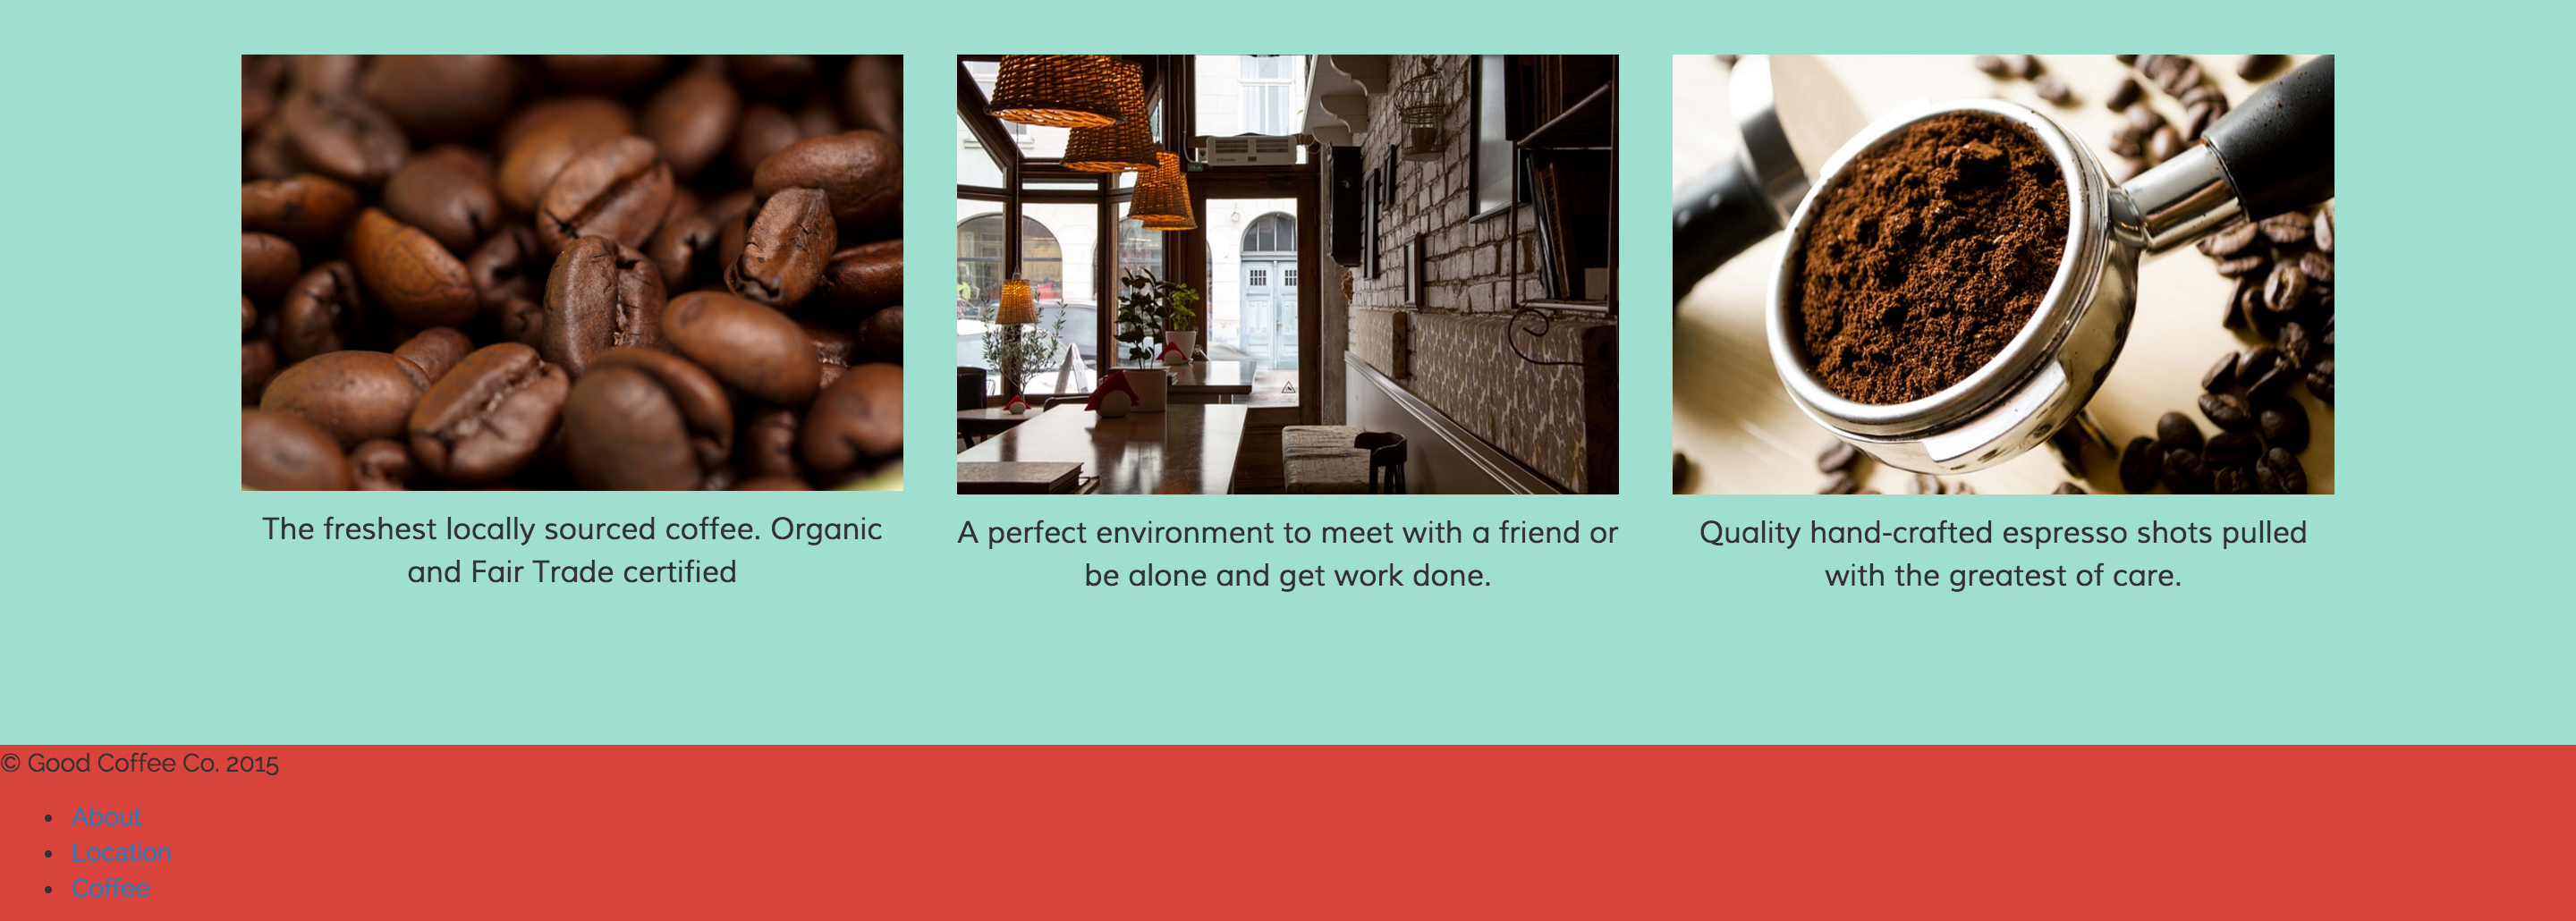 The freshest locally sourced coffee. Organic
and Fair Trade certified
A perfect environment to meet with a friend or
be alone and get work done.
Quality hand-crafted espresso shots pulled
with the greatest of care.
© Good Coffee Co. 2015
About
Location
Coffee